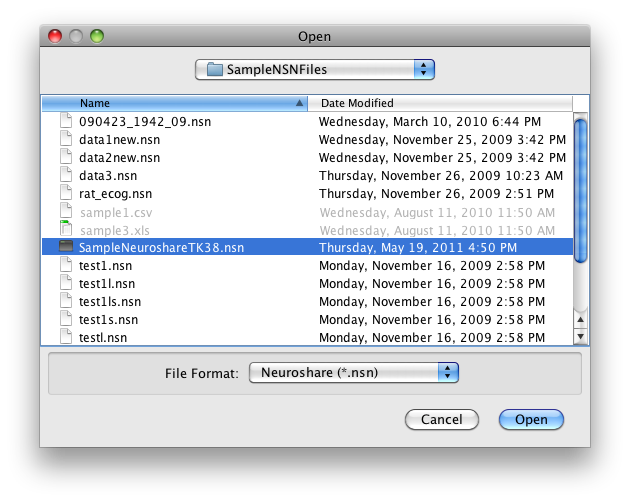 Open
SampleNSNFiles
Name Date Modified
090423_1942_09.nsn Wednesday, March 10, 2010 6:44 PM
data1new.nsn Wednesday, November 25, 2009 3:42 PM
data2new.nsn Wednesday, November 25, 2009 3:42 PM
data3.nsn Thursday, November 26, 2009 10:23 AM
rat_ecog.nsn Thursday, November 26, 2009 2:51 PM
sample1.csv Wednesday, August 11, 2010 11:50 AM
sample3.xls Wednesday, August 11, 2010 11:50 AM
SampleNeuroshareTK38.nsn Thursday, May 19, 2011 4:50 PM
test1.nsn Monday, November 16, 2009 2:58 PM
test1l.nsn Monday, November 16, 2009 2:58 PM
test1ls.nsn Monday, November 16, 2009 2:58 PM
test1s.nsn Monday, November 16, 2009 2:58 PM
testl.nsn Monday, November 16, 2009 2:58 PM
File Format: Neuroshare (*.nsn)
Cancel Open